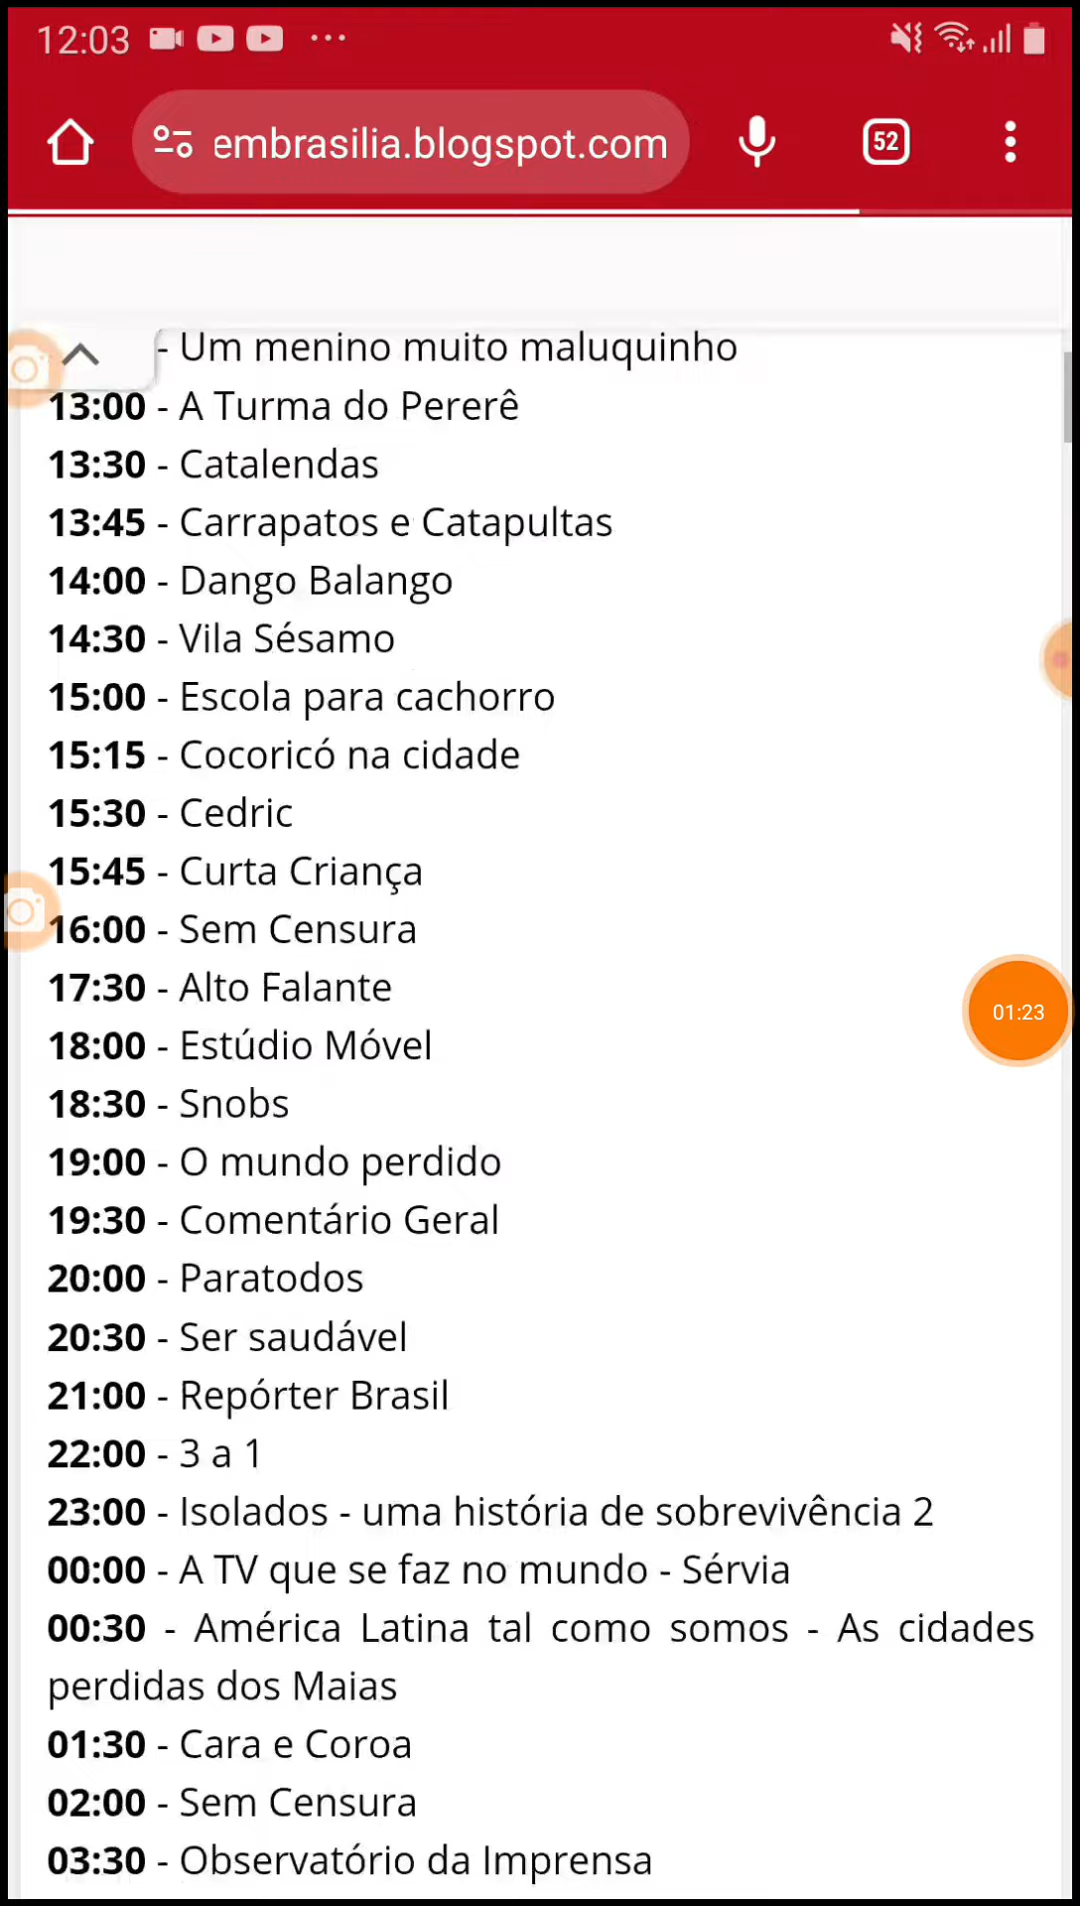 12:03
embrasilia.blogspot.com
52
- Um menino muito maluquinho
13:00 - A Turma do Pererê
13:30 - Catalendas
13:45 - Carrapatos e Catapultas
14:00 - Dango Balango
14:30 - Vila Sésamo
15:00 - Escola para cachorro
15:15 - Cocoricó na cidade
15:30 - Cedric
15:45 - Curta Criança
16:00 - Sem Censura
17:30 - Alto Falante
01:23
18:00 - Estúdio Móvel
18:30 - Snobs
19:00 - O mundo perdido
19:30 - Comentário Geral
20:00 - Paratodos
20:30 - Ser saudável
21:00 - Repórter Brasil
22:00 - 3 a 1
23:00 - Isolados - uma história de sobrevivência 2
00:00 - A TV que se faz no mundo - Sérvia
00:30 - América Latina tal como somos - As cidades
perdidas dos Maias
01:30 - Cara e Coroa
02:00 - Sem Censura
03:30 - Observatório da Imprensa